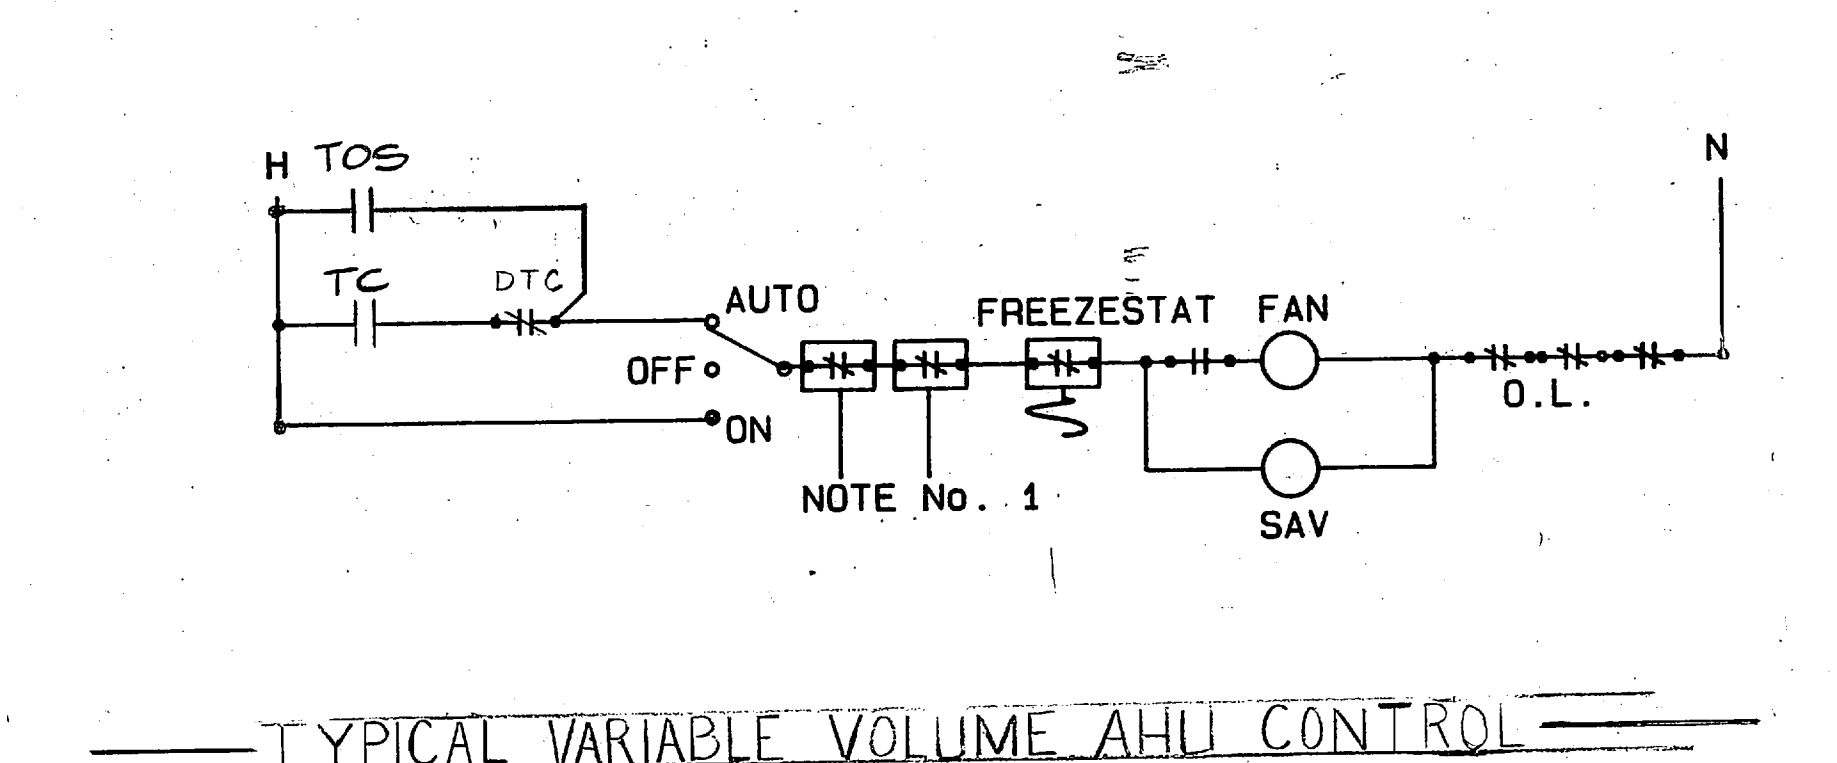 H TOS
N
TC
DTC
AUTO
FREEZESTAT
FAN
OFF
O.L.
ON
NOTE No. 1
SAV
TYPICAL VARIABLE VOLUME AHU CONTROL